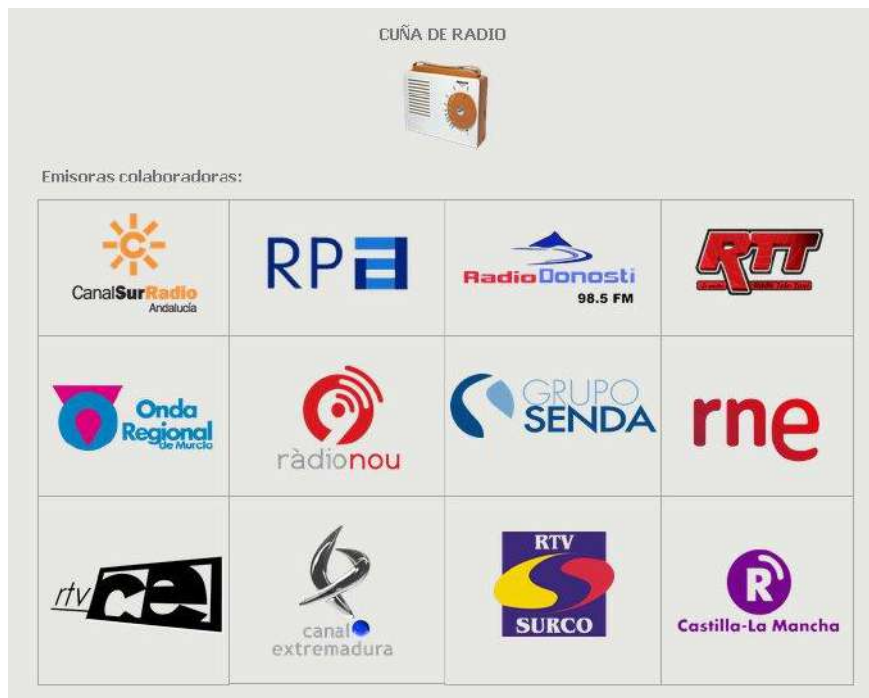 CUÑA DE RADIO
Emisoras colaboradoras:
CanalSurRadio
Andalucía
RPA
RadioDonosti
98.5 FM
RTT
Onda
Regional
de Murcia
ràdionou
GRUPO
SENDA
rne
rtv ce
canal
extremadura
RTV
SURCO
R
Castilla-La Mancha